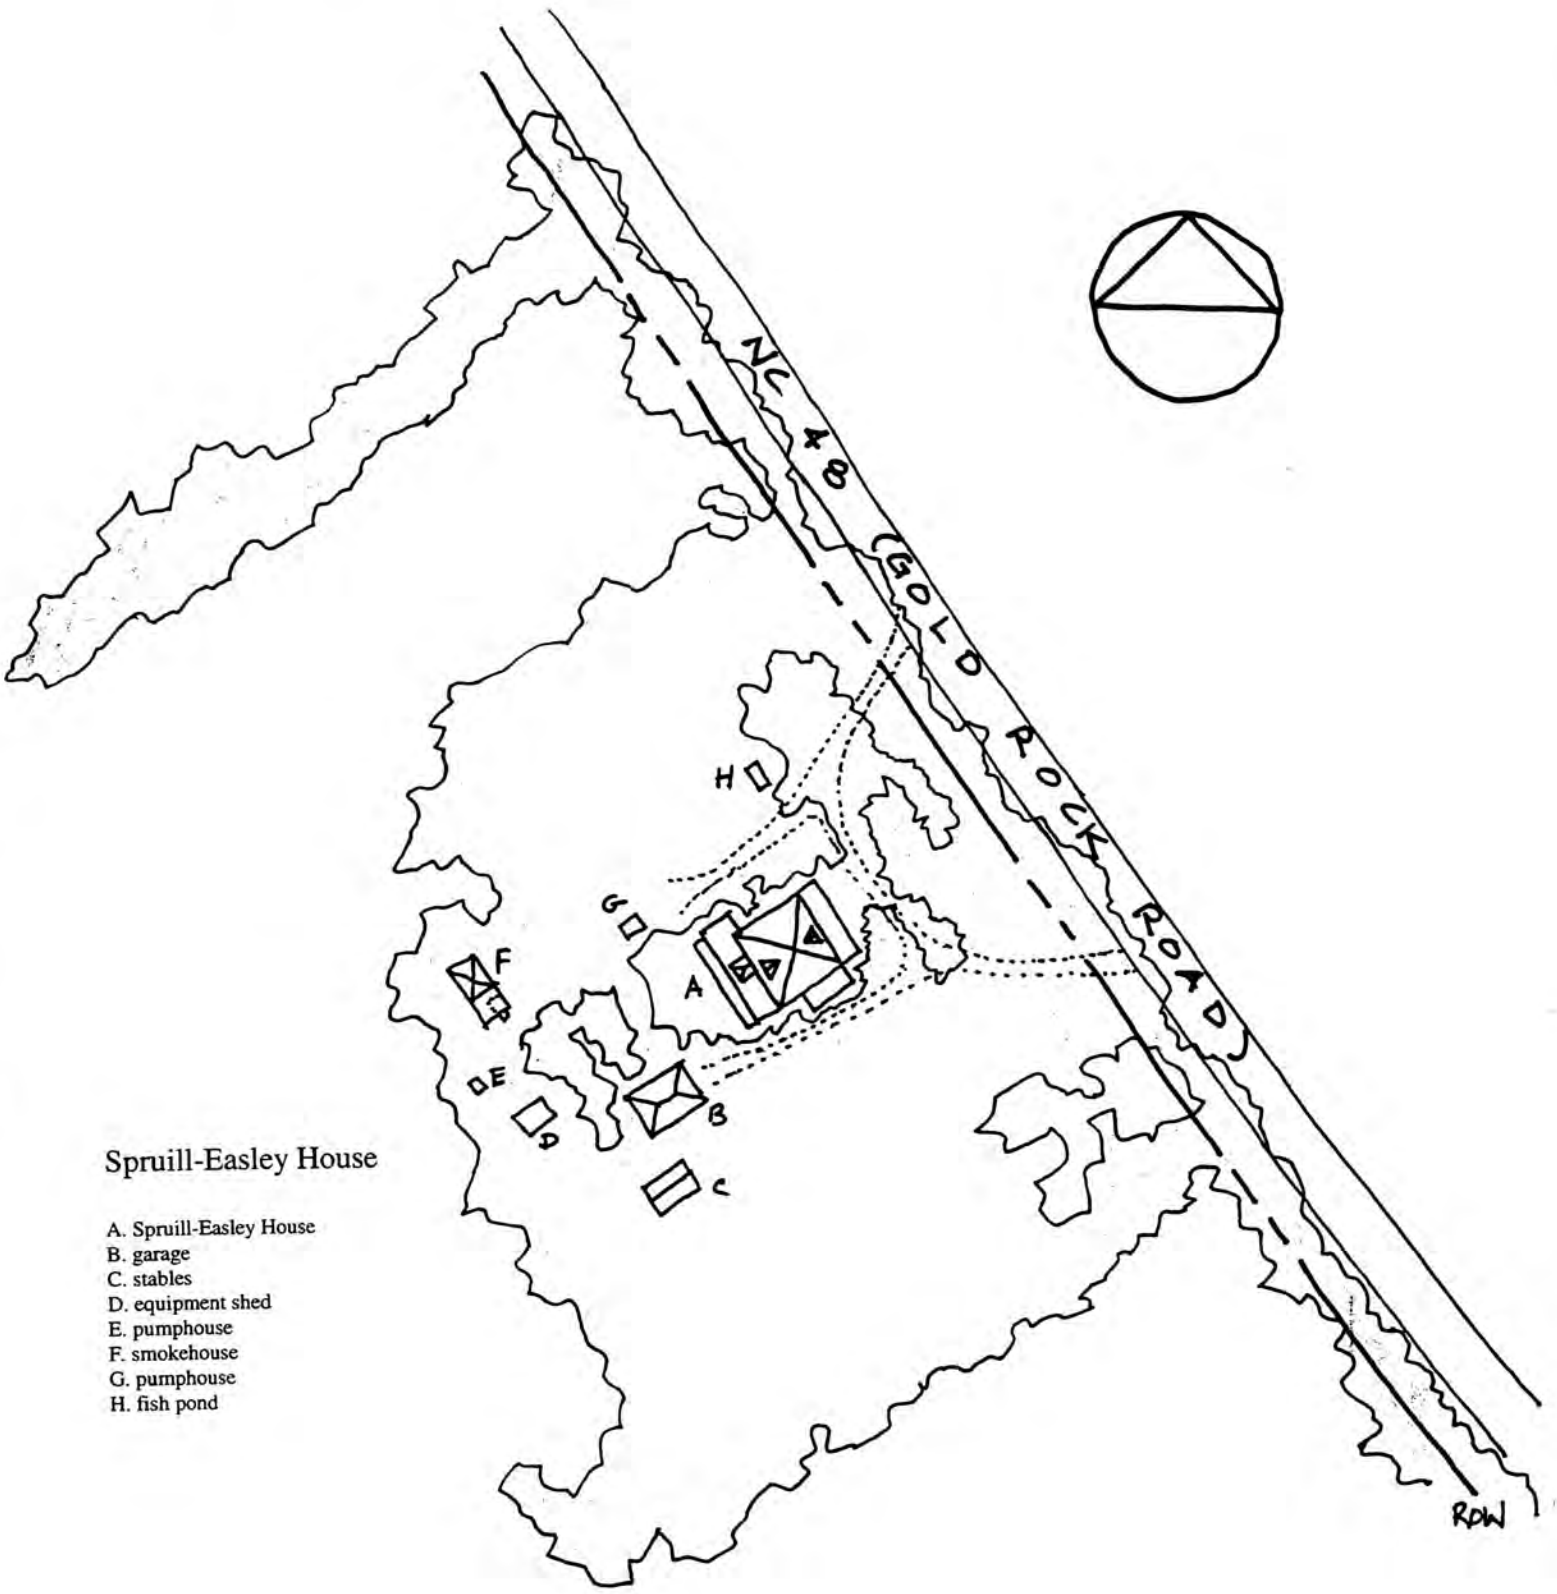 NC 48 (GOLD ROCK ROAD)
H
G
F
A
E
B
D
C
Spruill-Easley House
A. Spruill-Easley House
B. garage
C. stables
D. equipment shed
E. pumphouse
F. smokehouse
G. pumphouse
H. fish pond
ROW